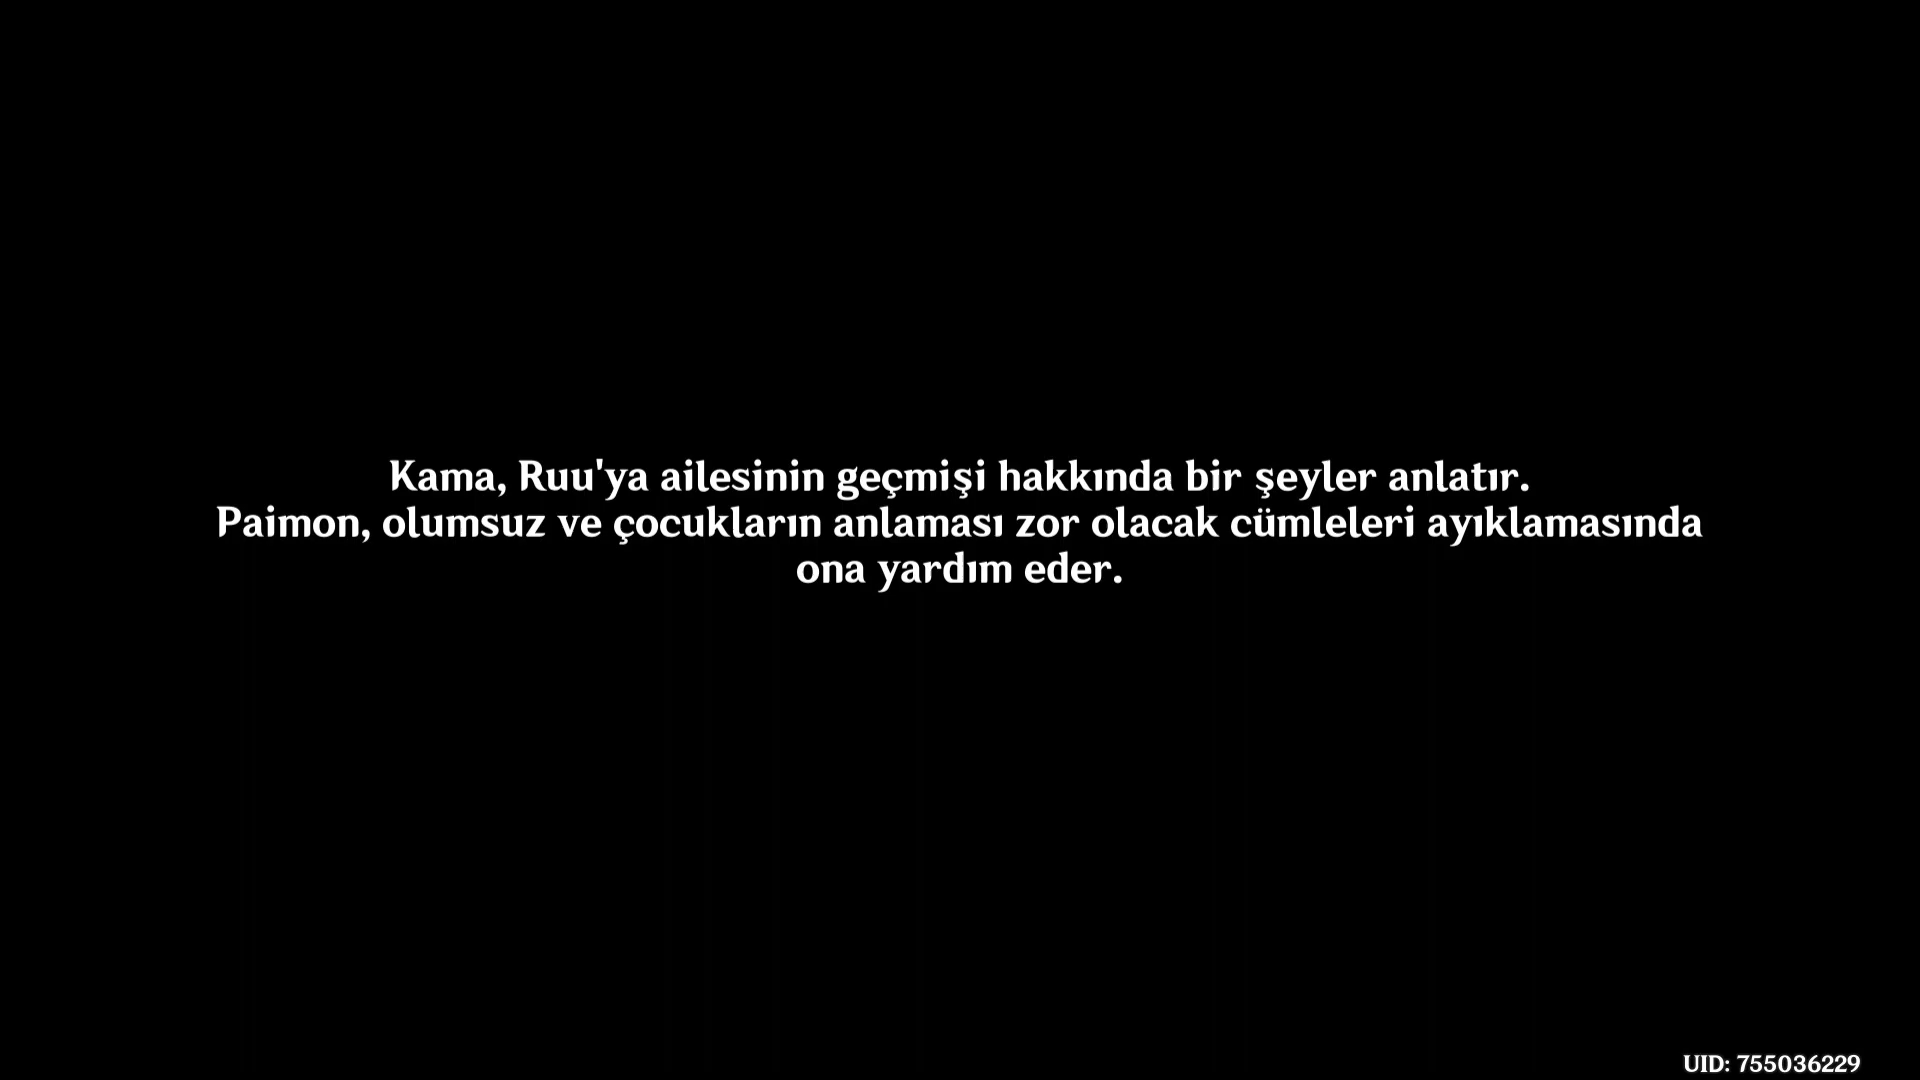 Kama, Ruu'ya ailesinin geçmişi hakkında bir şeyler anlatır.
Paimon, olumsuz ve çocukların anlaması zor olacak cümleleri ayıklamasında
ona yardım eder.
UID: 755036229